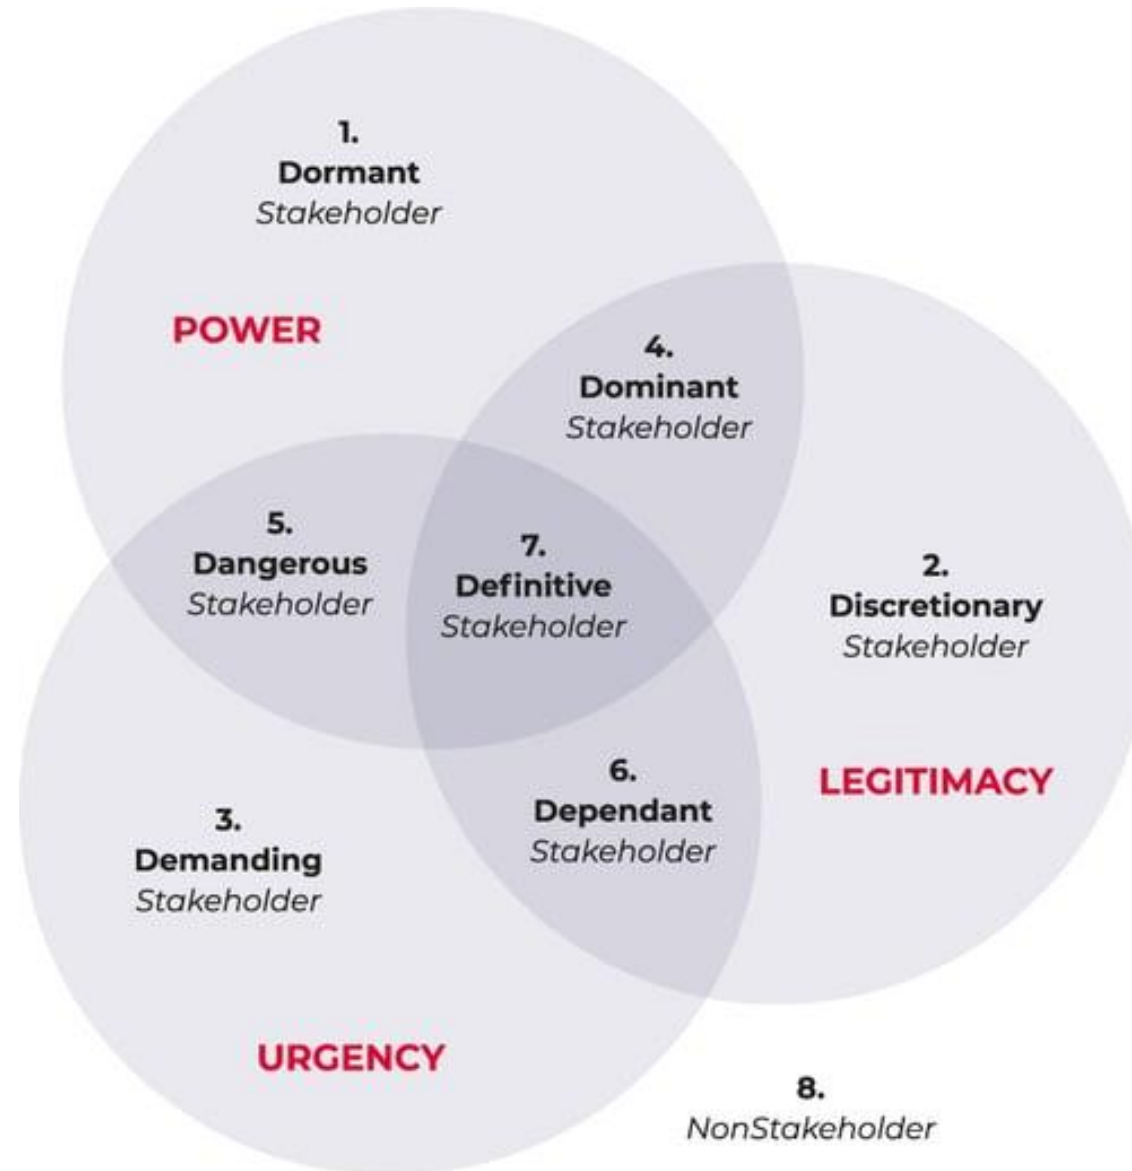 1.
Dormant
Stakeholder
POWER
4.
Dominant
Stakeholder
5.
Dangerous
Stakeholder
7.
Definitive
Stakeholder
2.
Discretionary
Stakeholder
LEGITIMACY
6.
Dependant
Stakeholder
3.
Demanding
Stakeholder
URGENCY
8.
NonStakeholder